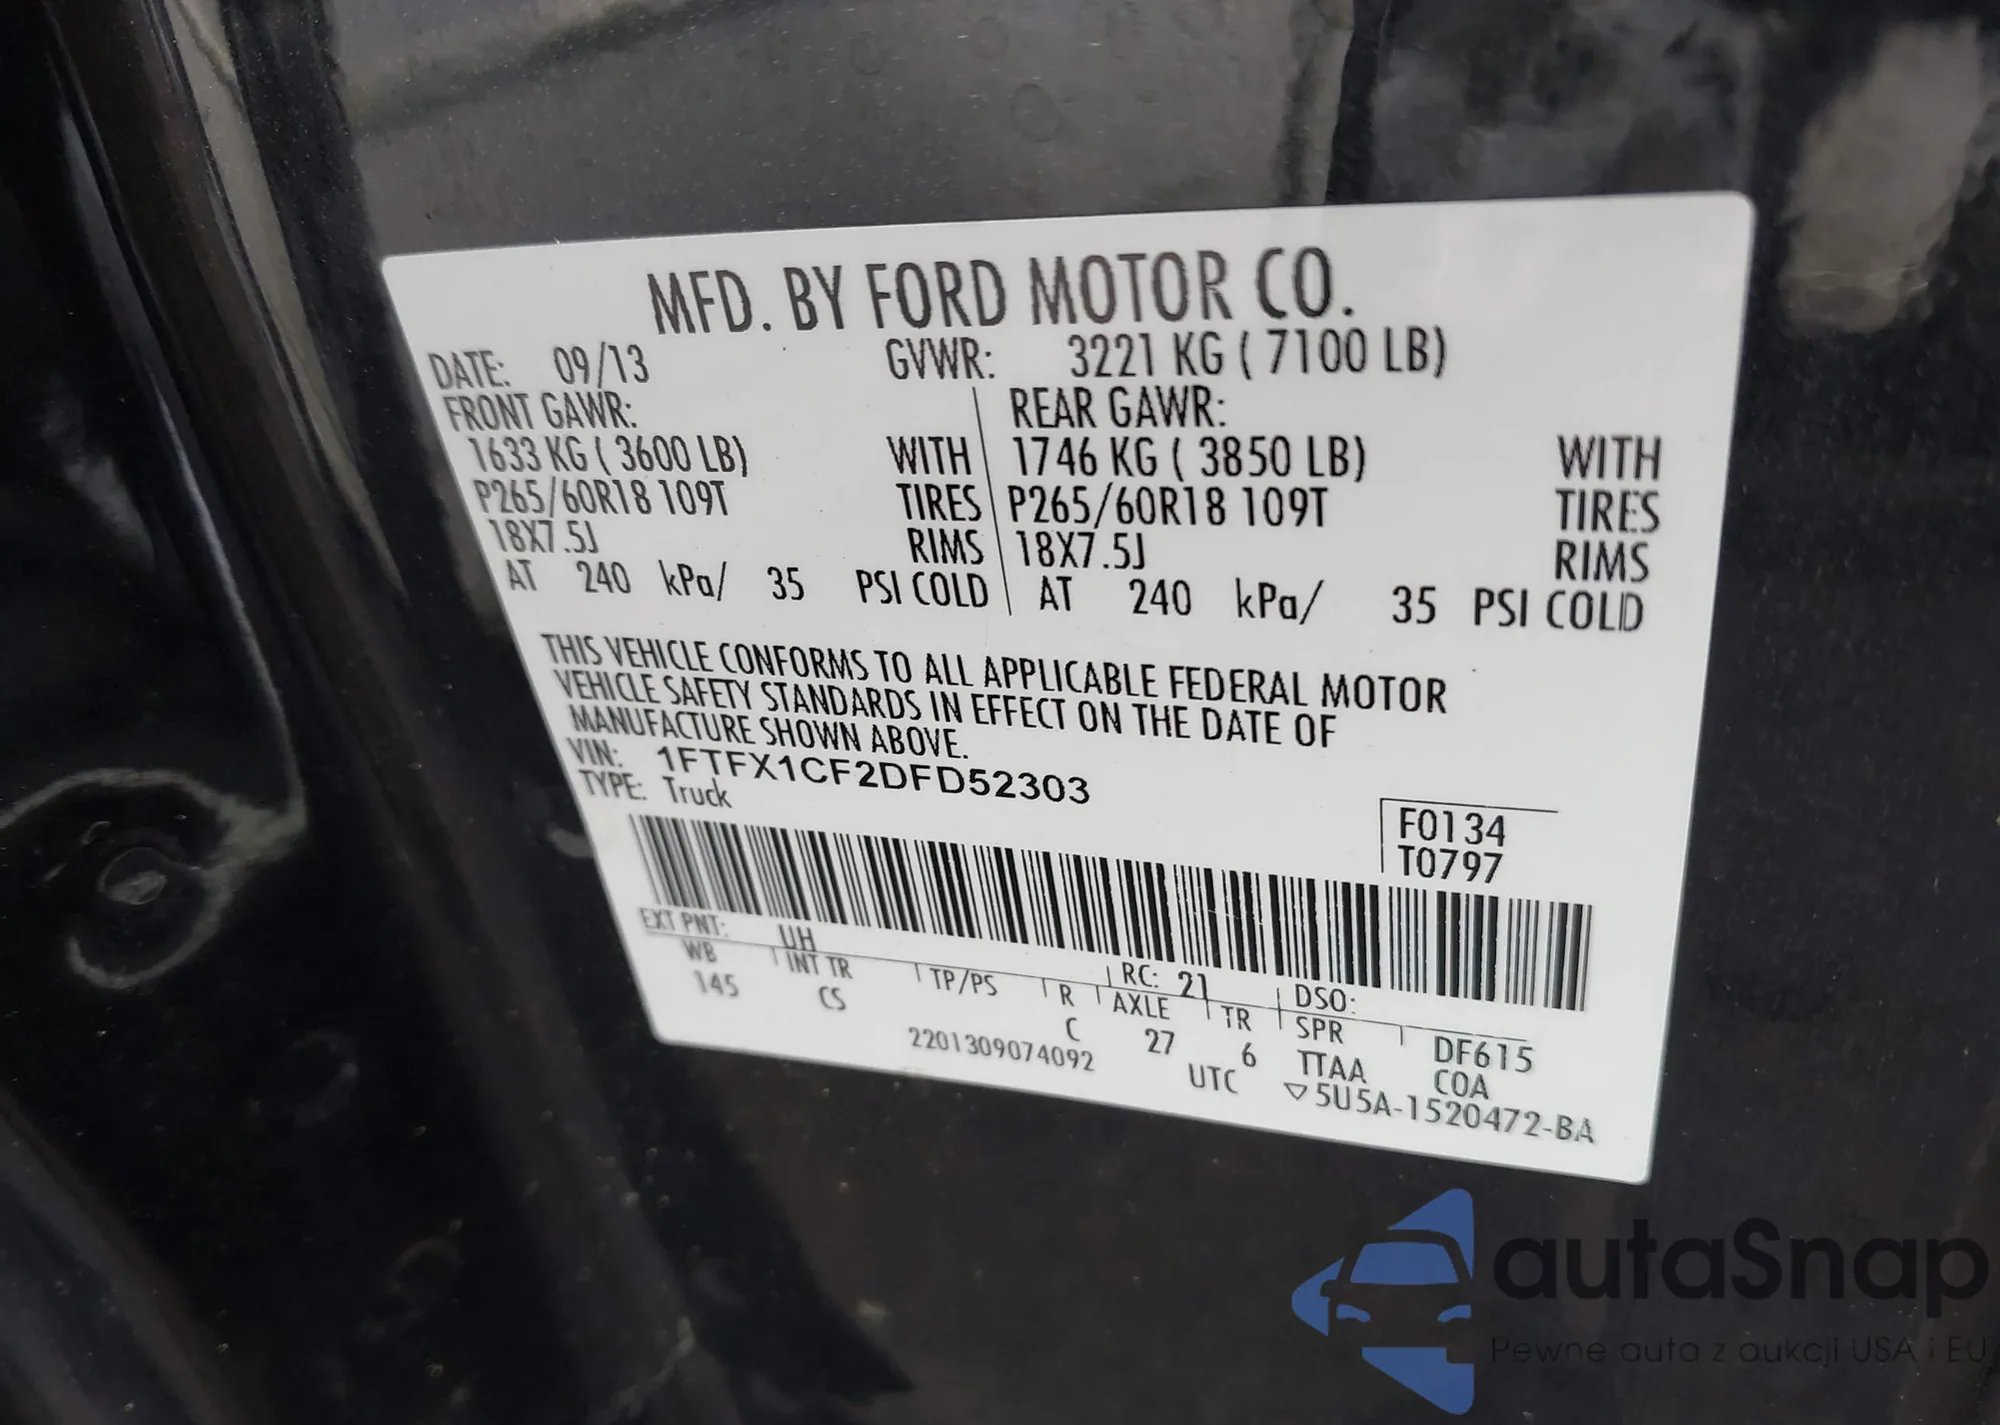 MFD. BY FORD MOTOR CO.
DATE: 09/13 GVWR: 3221 KG ( 7100 LB)
FRONT GAWR: REAR GAWR:
1633 KG ( 3600 LB) WITH 1746 KG ( 3850 LB) WITH
P265/60R18 109T TIRES P265/60R18 109T TIRES
18X7.5J RIMS 18X7.5J RIMS
AT 240 kPa/ 35 PSI COLD AT 240 kPa/ 35 PSI COLD
THIS VEHICLE CONFORMS TO ALL APPLICABLE FEDERAL MOTOR
VEHICLE SAFETY STANDARDS IN EFFECT ON THE DATE OF
MANUFACTURE SHOWN ABOVE.
VIN: 1FTFX1CF2DFD52303
TYPE: Truck
F0134
T0797
EXT PNT: UH RC: 21 DSO:
WB INT TR TP/PS R AXLE TR SPR DF615
145 CS C 27 6 TTAA COA
2201309074092 UTC ▽5U5A-1520472-BA
autaSnap
Pewne auta z aukcji USA i EU